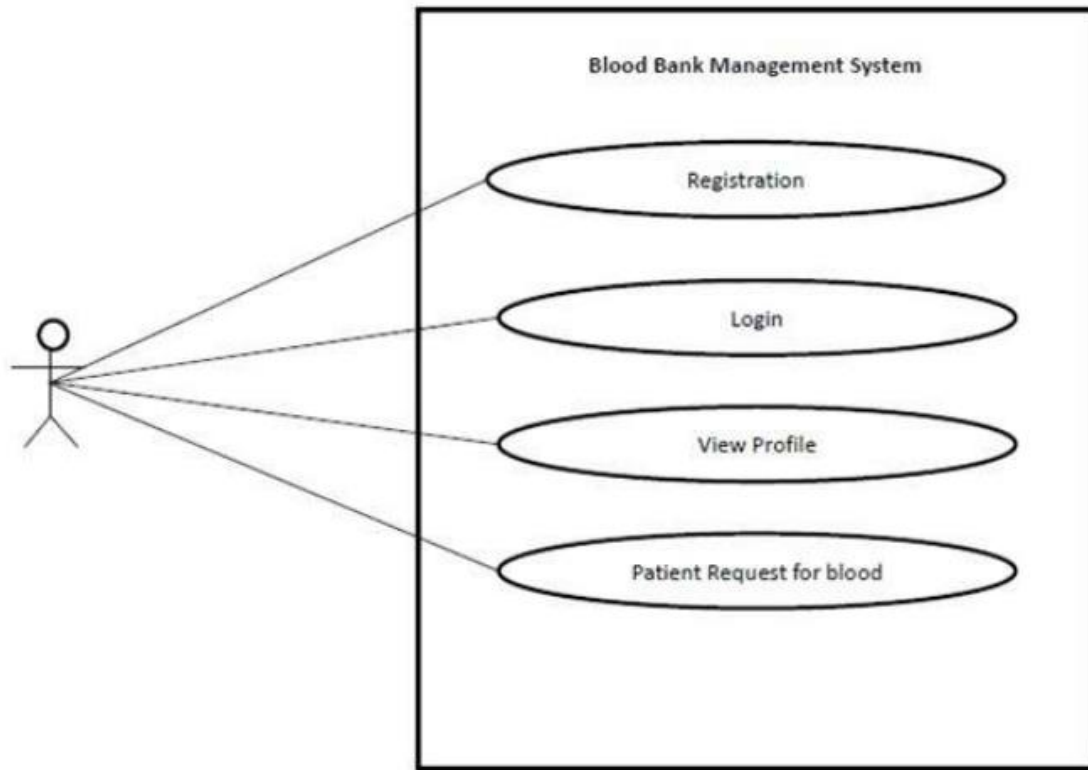 Blood Bank Management System
Registration
Login
View Profile
Patient Request for blood